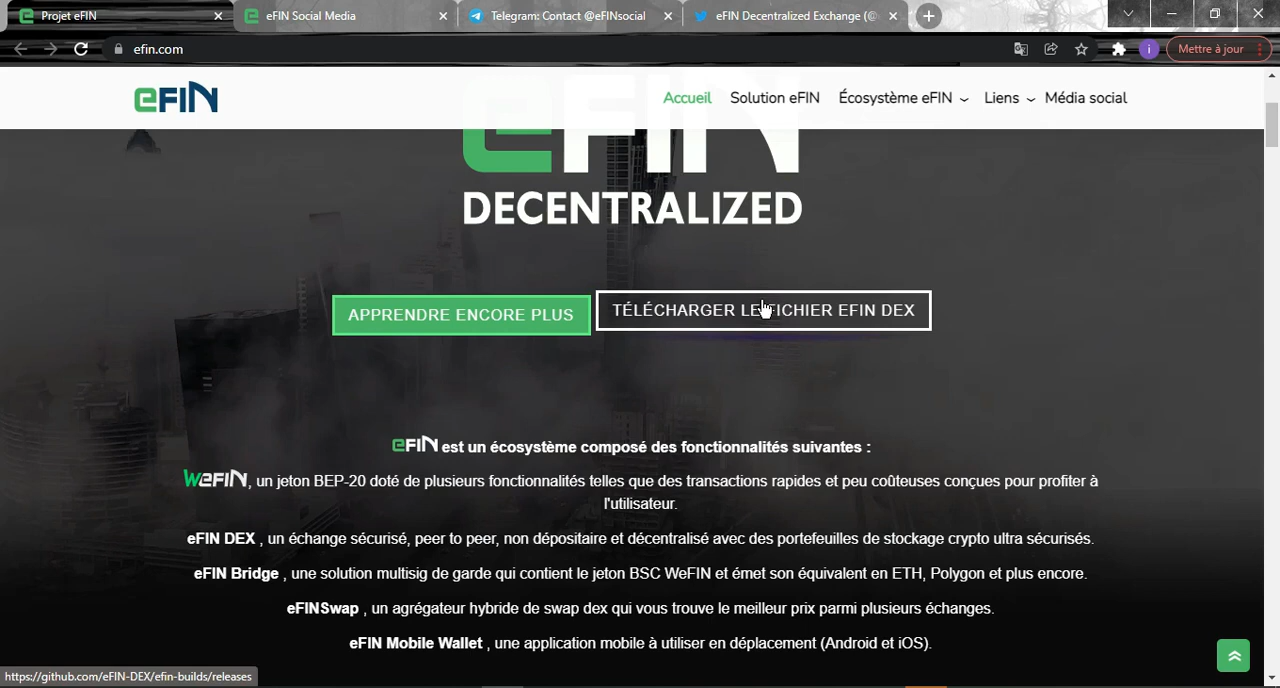 Projet eFIN
eFIN Social Media
Telegram: Contact @eFINsocial
eFIN Decentralized Exchange (@
efin.com
i
Mettre à jour
eFIN
Accueil
Solution eFIN
Écosystème eFIN
Liens
Média social
eFIN
DECENTRALIZED
APPRENDRE ENCORE PLUS
TÉLÉCHARGER LE FICHIER EFIN DEX
eFIN est un écosystème composé des fonctionnalités suivantes :
WeFIN, un jeton BEP-20 doté de plusieurs fonctionnalités telles que des transactions rapides et peu coûteuses conçues pour profiter à
l'utilisateur.
eFIN DEX , un échange sécurisé, peer to peer, non dépositaire et décentralisé avec des portefeuilles de stockage crypto ultra sécurisés.
eFIN Bridge , une solution multisig de garde qui contient le jeton BSC WeFIN et émet son équivalent en ETH, Polygon et plus encore.
eFINSwap , un agrégateur hybride de swap dex qui vous trouve le meilleur prix parmi plusieurs échanges.
eFIN Mobile Wallet , une application mobile à utiliser en déplacement (Android et iOS).
https://github.com/eFIN-DEX/efin-builds/releases